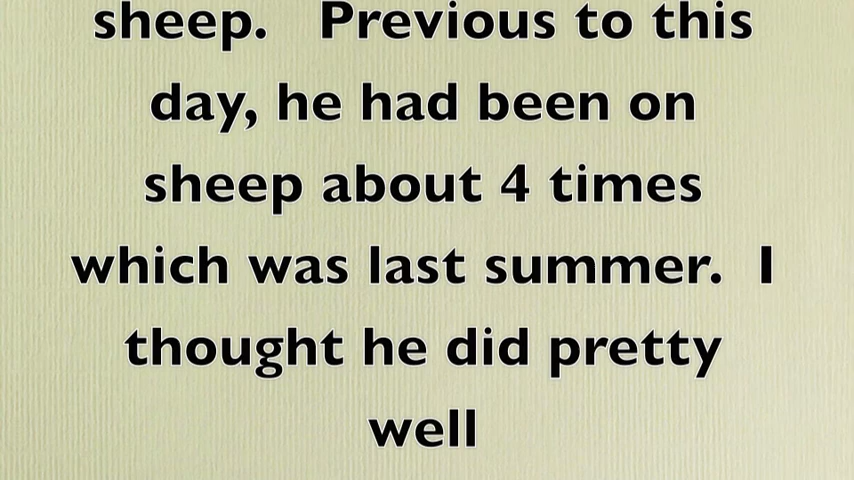 sheep.   Previous to this
day, he had been on
sheep about 4 times
which was last summer.  I
thought he did pretty
well